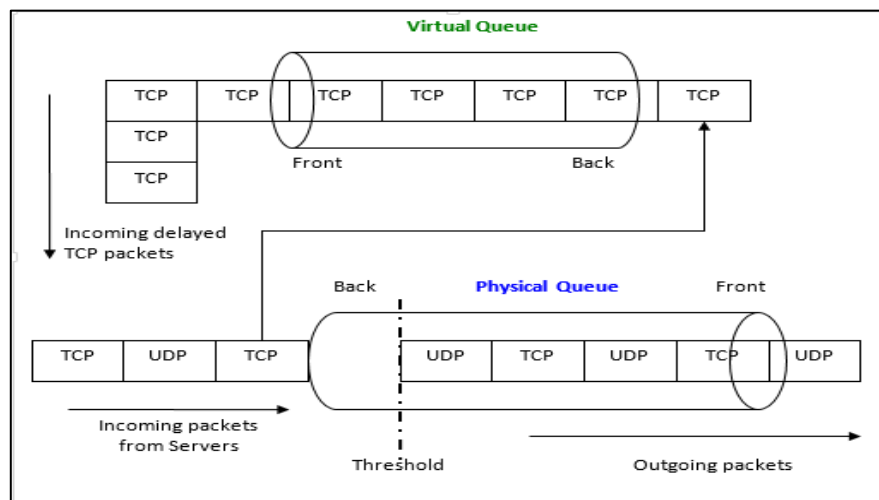 Virtual Queue
TCP TCP TCP TCP TCP TCP TCP
TCP
TCP
Front Back
Incoming delayed
TCP packets
Back Physical Queue Front
TCP UDP TCP UDP TCP UDP TCP UDP
Incoming packets
from Servers
Threshold Outgoing packets